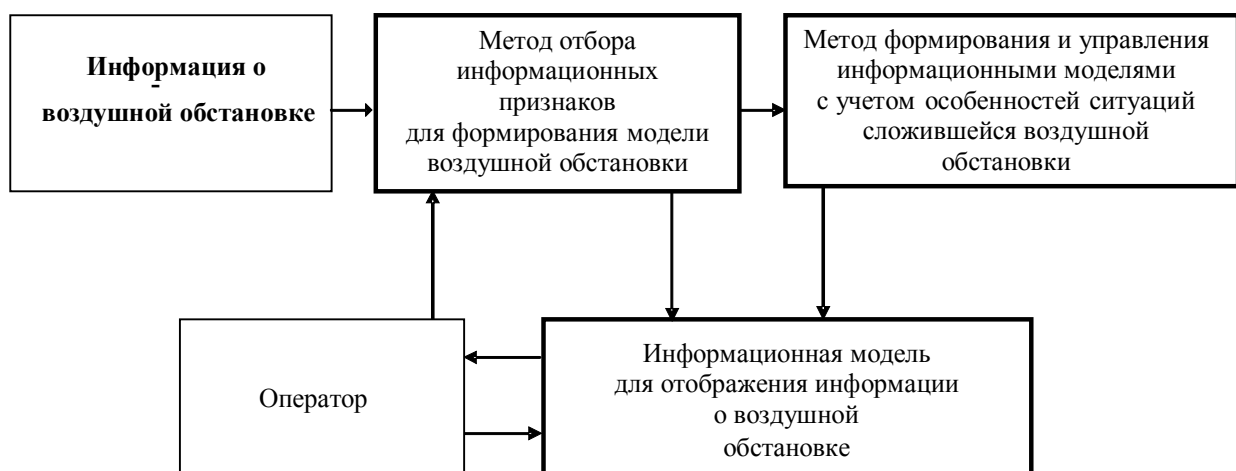 Информация о
воздушной обстановке
Метод отбора
информационных
признаков
для формирования модели
воздушной обстановки
Метод формирования и управления
информационными моделями
с учетом особенностей ситуаций
сложившейся воздушной
обстановки
Оператор
Информационная модель
для отображения информации
о воздушной
обстановке